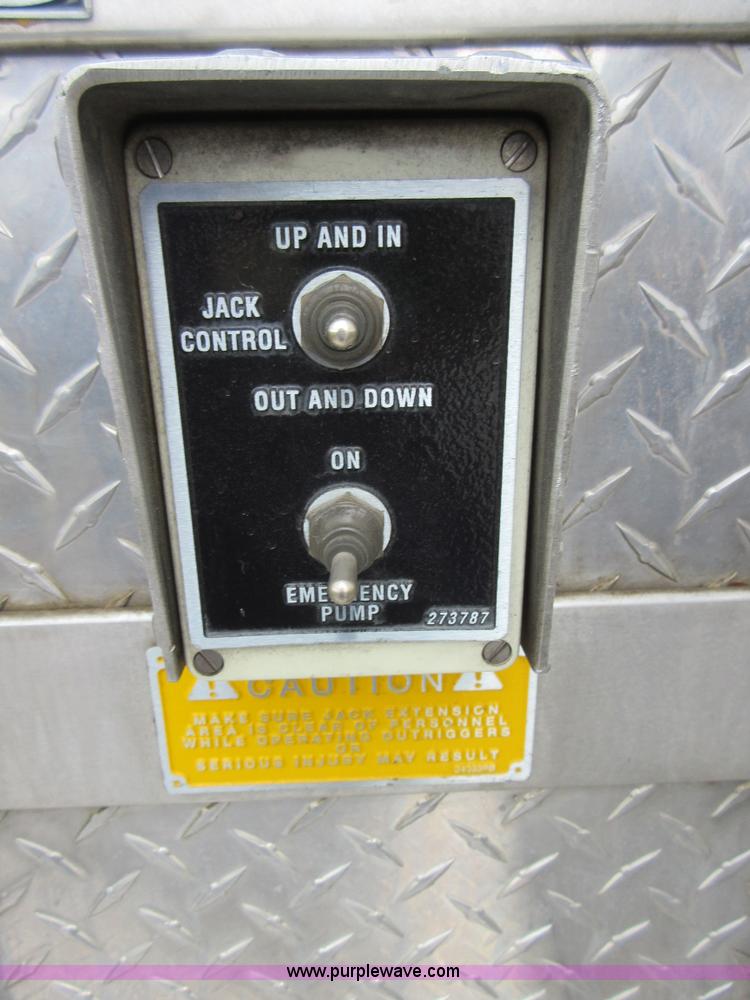 UP AND IN
JACK
CONTROL
OUT AND DOWN
ON
EMERGENCY
PUMP
273787
CAUTION
MAKE SURE JACK EXTENSION
AREA IS CLEAR OF PERSONNEL
WHILE OPERATING OUTRIGGERS
OR
SERIOUS INJURY MAY RESULT
www.purplewave.com